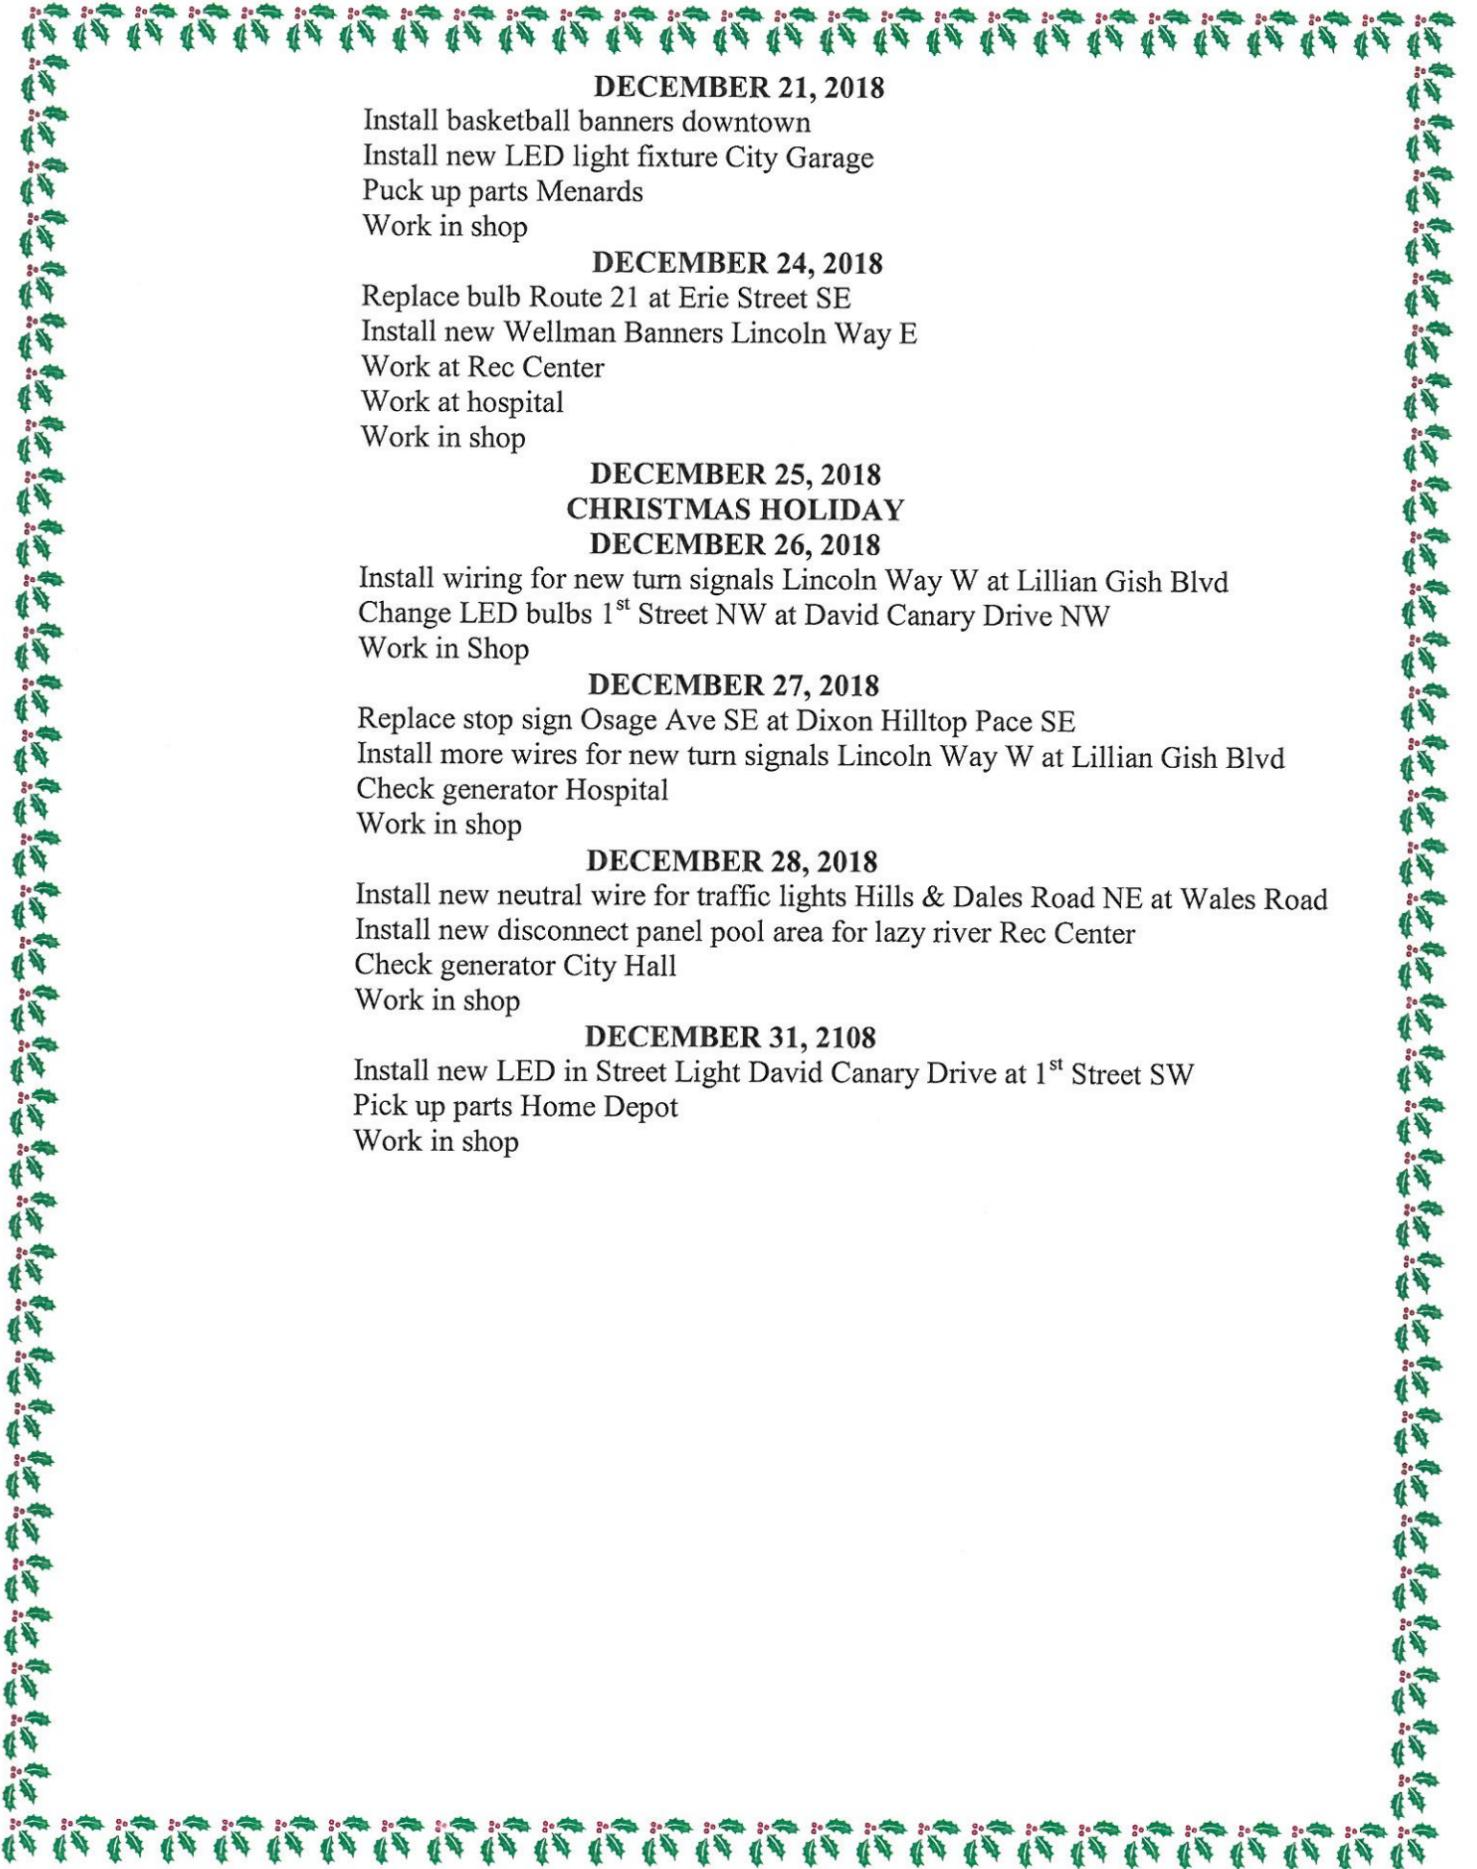 DECEMBER 21, 2018
Install basketball banners downtown
Install new LED light fixture City Garage
Puck up parts Menards
Work in shop
DECEMBER 24, 2018
Replace bulb Route 21 at Erie Street SE
Install new Wellman Banners Lincoln Way E
Work at Rec Center
Work at hospital
Work in shop
DECEMBER 25, 2018
CHRISTMAS HOLIDAY
DECEMBER 26, 2018
Install wiring for new turn signals Lincoln Way W at Lillian Gish Blvd
Change LED bulbs 1st Street NW at David Canary Drive NW
Work in Shop
DECEMBER 27, 2018
Replace stop sign Osage Ave SE at Dixon Hilltop Pace SE
Install more wires for new turn signals Lincoln Way W at Lillian Gish Blvd
Check generator Hospital
Work in shop
DECEMBER 28, 2018
Install new neutral wire for traffic lights Hills & Dales Road NE at Wales Road
Install new disconnect panel pool area for lazy river Rec Center
Check generator City Hall
Work in shop
DECEMBER 31, 2108
Install new LED in Street Light David Canary Drive at 1st Street SW
Pick up parts Home Depot
Work in shop